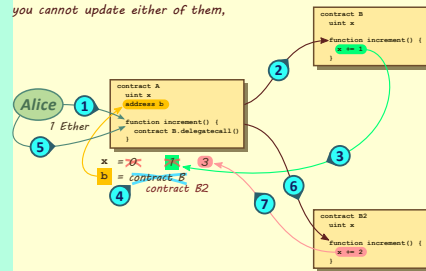 you cannot update either of them,
contract B
uint x
function increment() {
x += 1
}
2
contract A
uint x
address b
function increment() {
contract B.delegatecall()
}
Alice
1
1 Ether
5
3
x = 0 1 3
b = contract B
contract B2
4
6
7
contract B2
uint x
function increment() {
x += 2
}